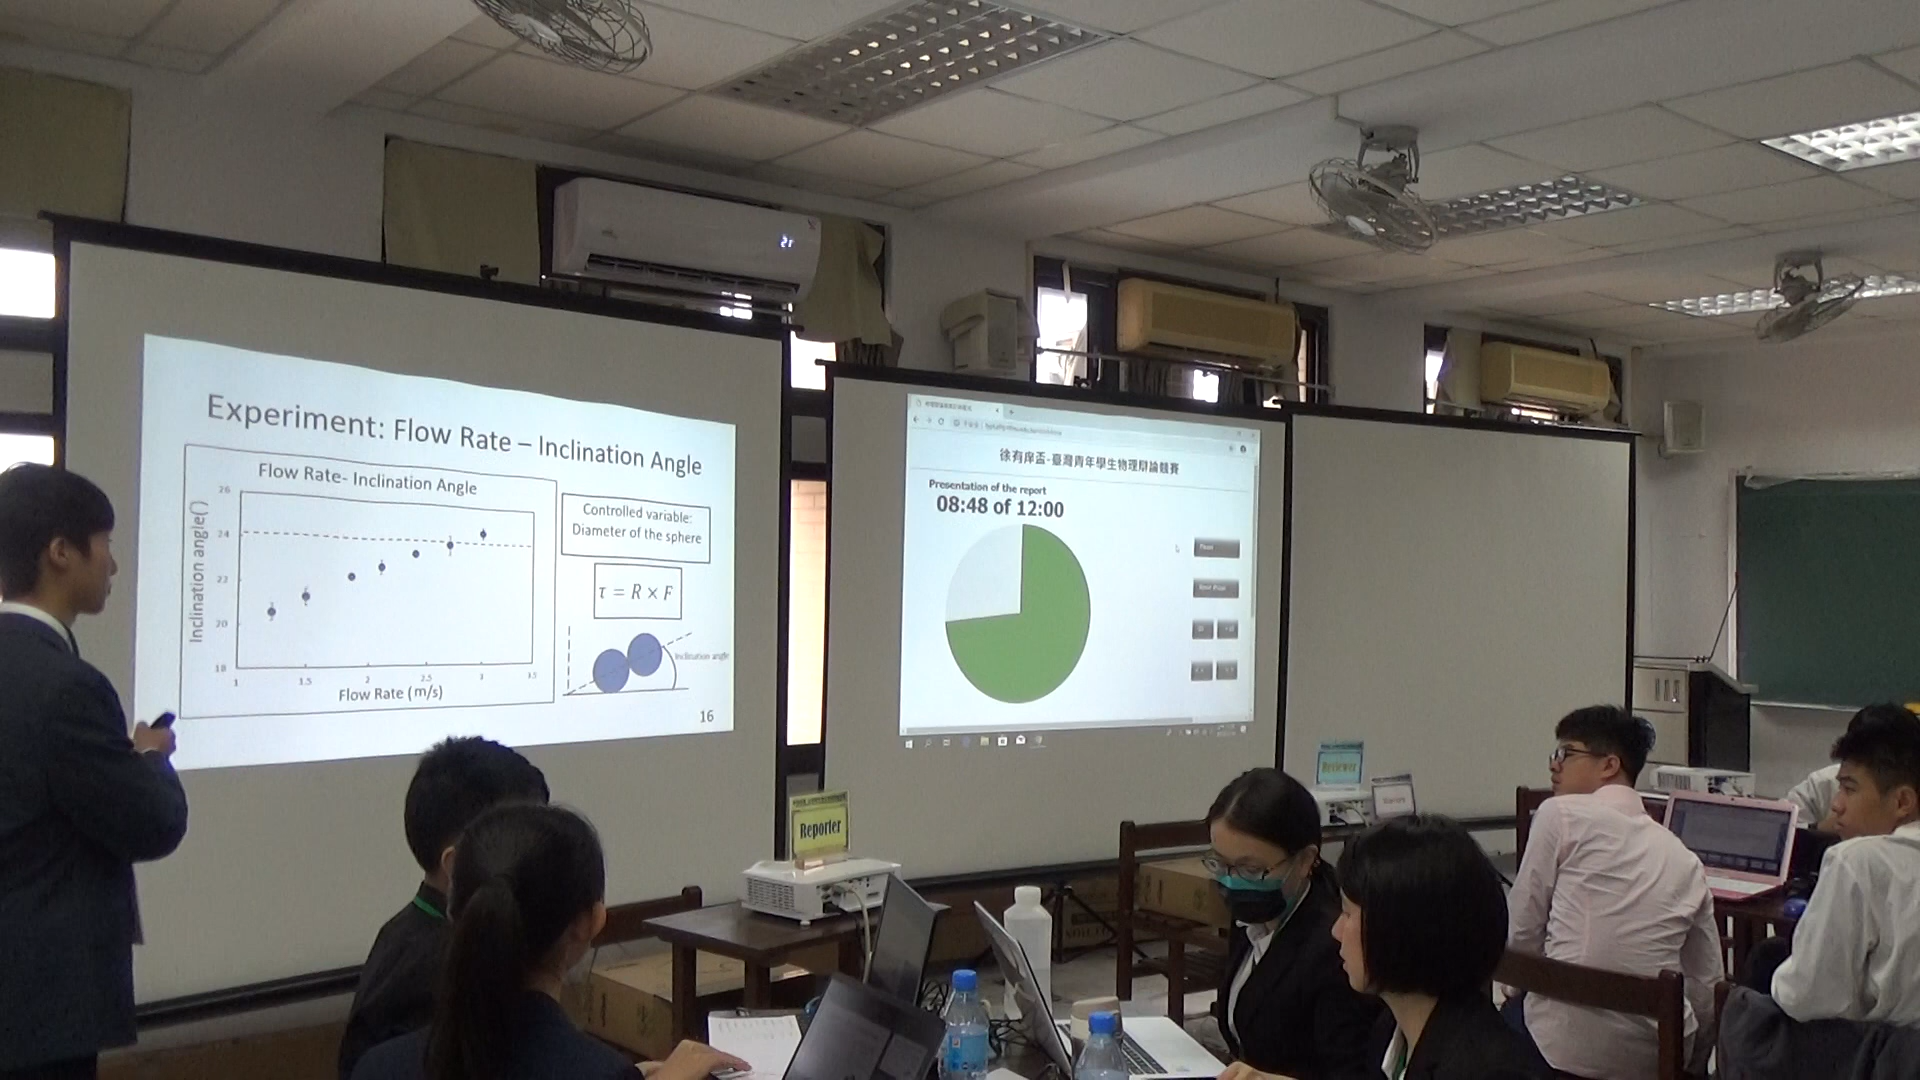 Experiment: Flow Rate – Inclination Angle
Flow Rate- Inclination Angle
Inclination angle(°)
26
24
22
20
18
1
1.5
2
2.5
3
3.5
Flow Rate (m/s)
Controlled variable:
Diameter of the sphere
τ = R × F
Inclination angle
16
徐有庠盃-臺灣青年學生物理辯論競賽
Presentation of the report
08:48 of 12:00
Pause
Reporter
Reviewer
21